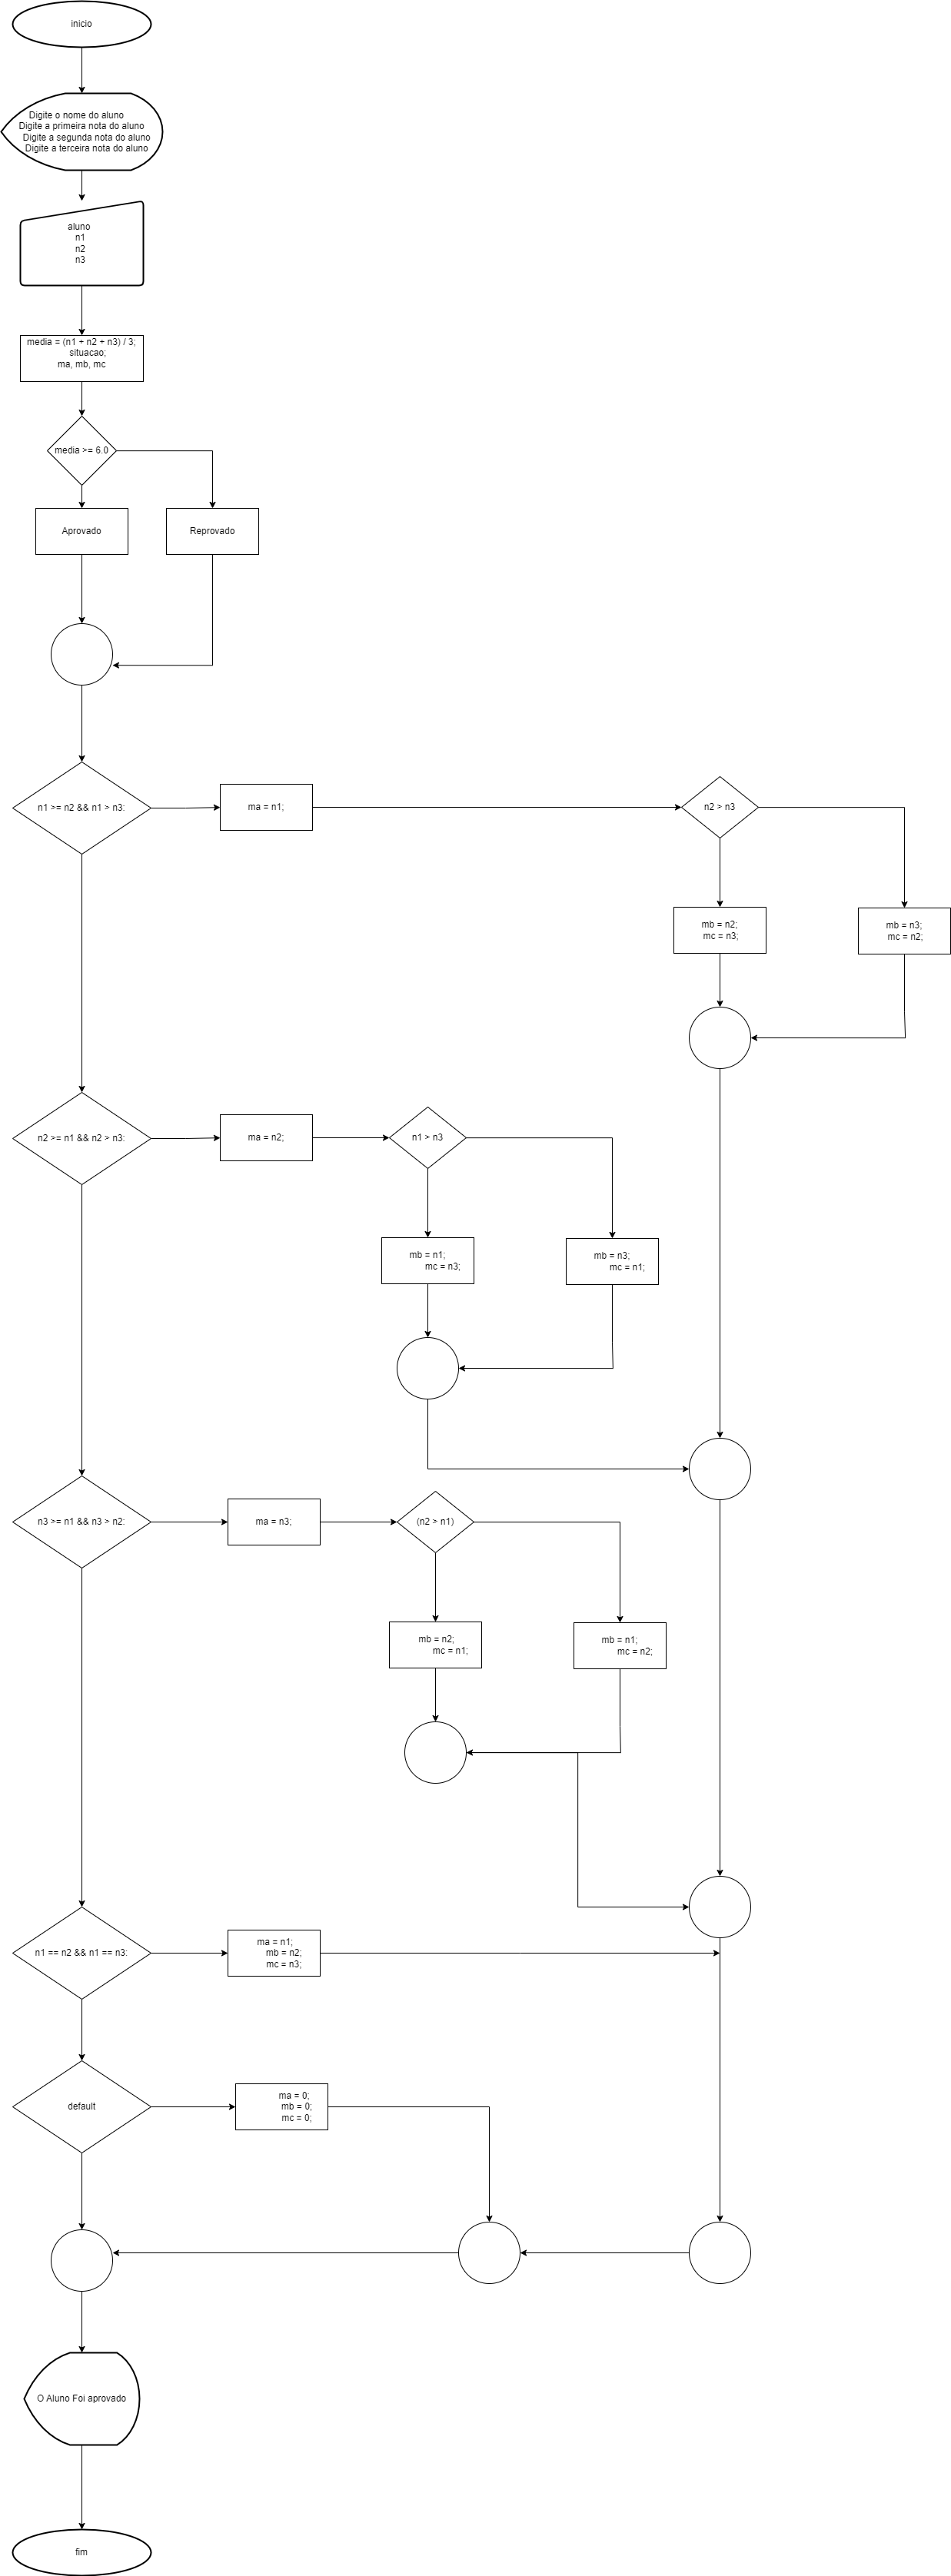 inicio
Digite o nome do aluno
Digite a primeira nota do aluno
Digite a segunda nota do aluno
Digite a terceira nota do aluno
aluno
n1
n2
n3
media = (n1 + n2 + n3) / 3;
situacao;
ma, mb, mc
media >= 6.0
Aprovado
Reprovado
n1 >= n2 && n1 > n3:
ma = n1;
n2 > n3
mb = n2;
mc = n3;
mb = n3;
mc = n2;
n2 >= n1 && n2 > n3:
ma = n2;
n1 > n3
mb = n1;
mc = n3;
mb = n3;
mc = n1;
n3 >= n1 && n3 > n2:
ma = n3;
(n2 > n1)
mb = n2;
mc = n1;
mb = n1;
mc = n2;
n1 == n2 && n1 == n3:
ma = n1;
mb = n2;
mc = n3;
default
ma = 0;
mb = 0;
mc = 0;
O Aluno Foi aprovado
fim